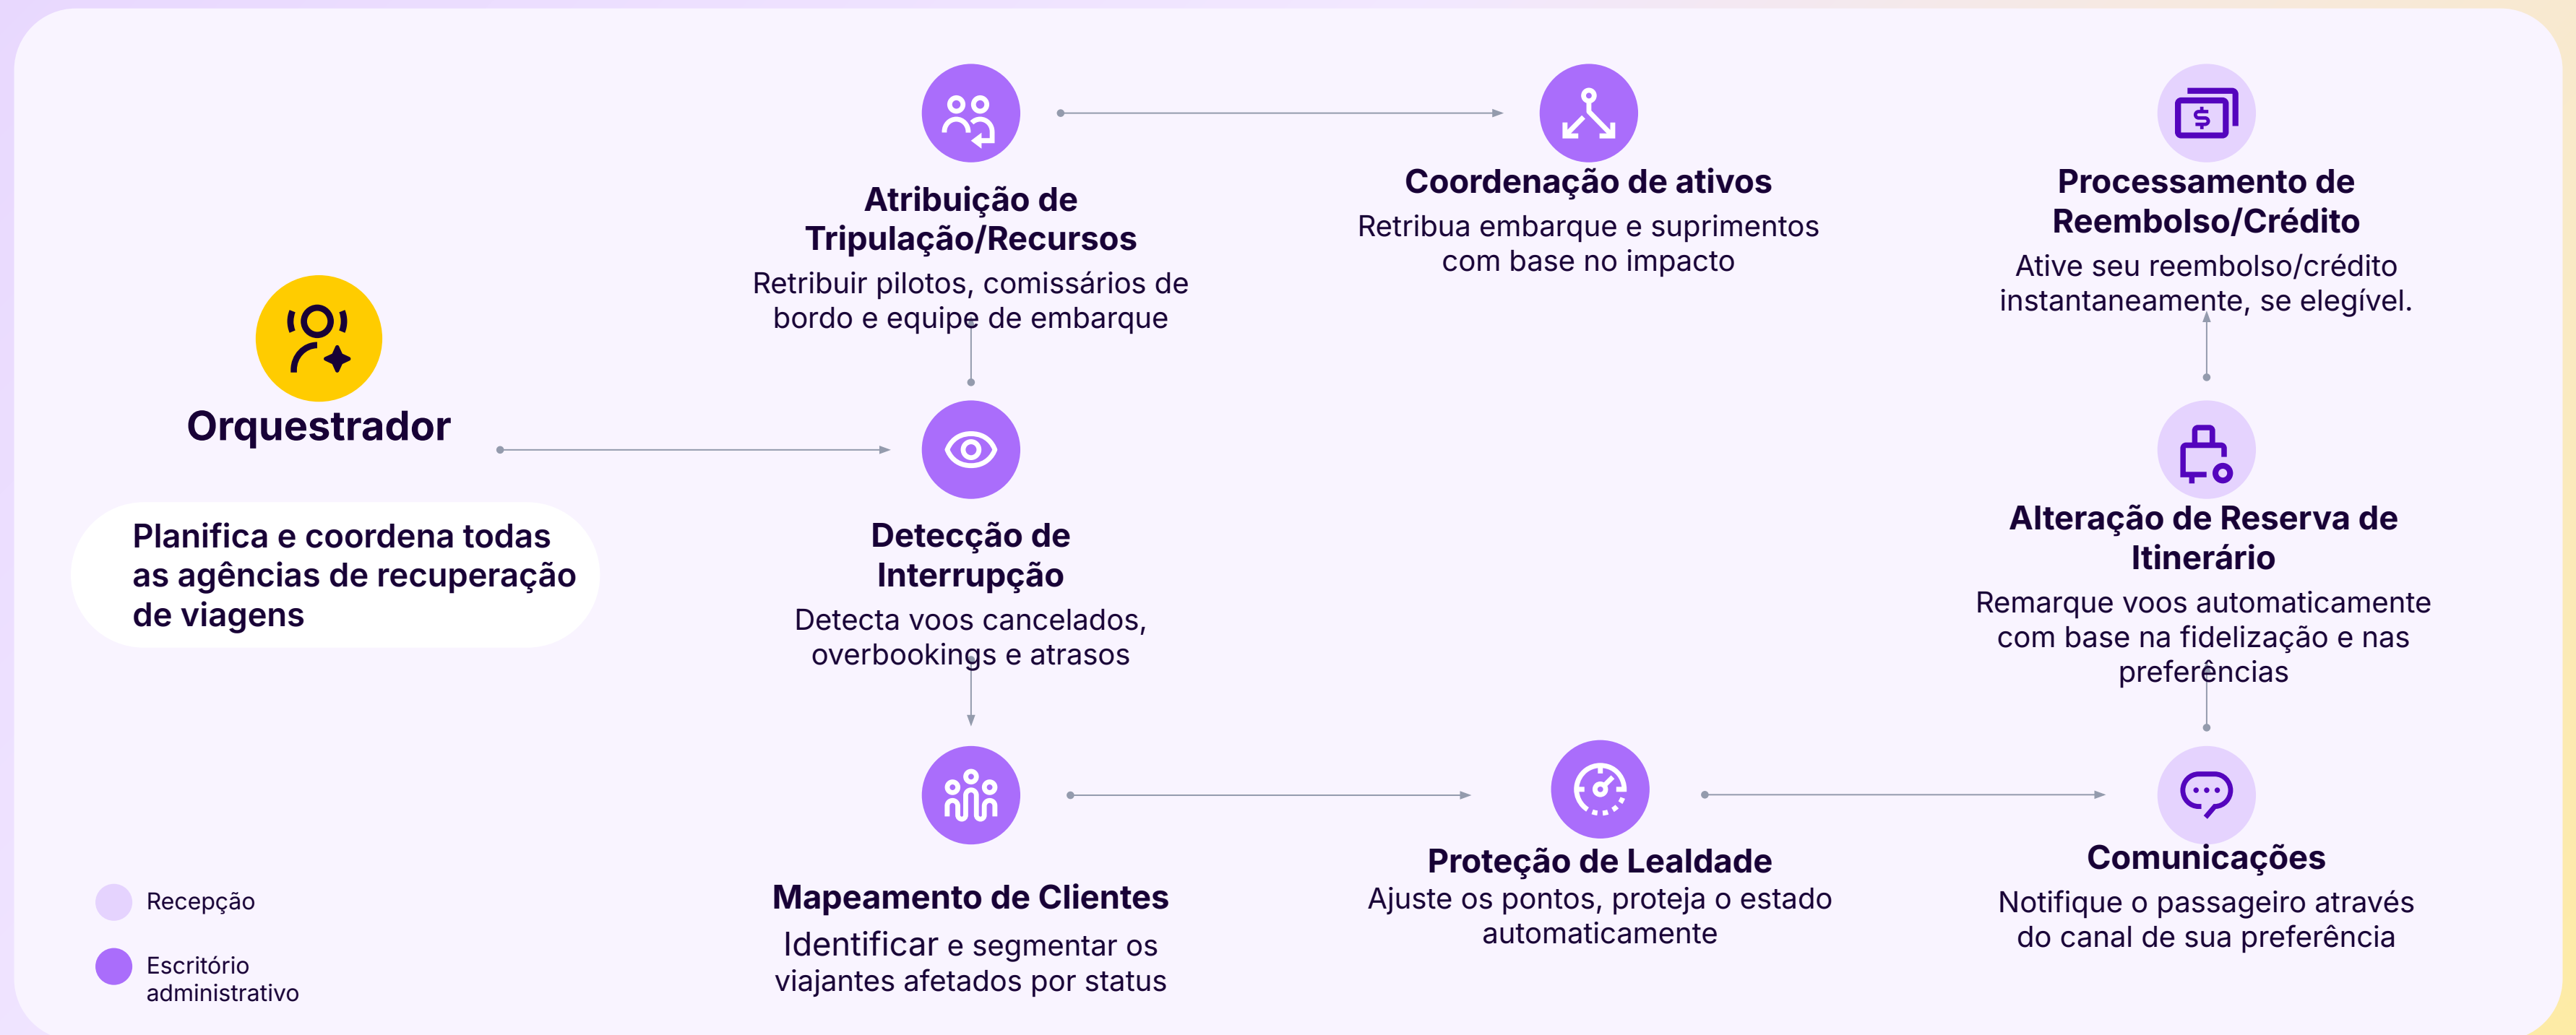 Atribuição de
Tripulação/Recursos
Retribuir pilotos, comissários de
bordo e equipe de embarque
Coordenação de ativos
Retribua embarque e suprimentos
com base no impacto
Processamento de
Reembolso/Crédito
Ative seu reembolso/crédito
instantaneamente, se elegível.
Orquestrador
Planifica e coordena todas
as agências de recuperação
de viagens
Detecção de
Interrupção
Detecta voos cancelados,
overbookings e atrasos
Alteração de Reserva de
Itinerário
Remarque voos automaticamente
com base na fidelização e nas
preferências
Mapeamento de Clientes
Identificar e segmentar os
viajantes afetados por status
Proteção de Lealdade
Ajuste os pontos, proteja o estado
automaticamente
Comunicações
Notifique o passageiro através
do canal de sua preferência
Recepção
Escritório
administrativo